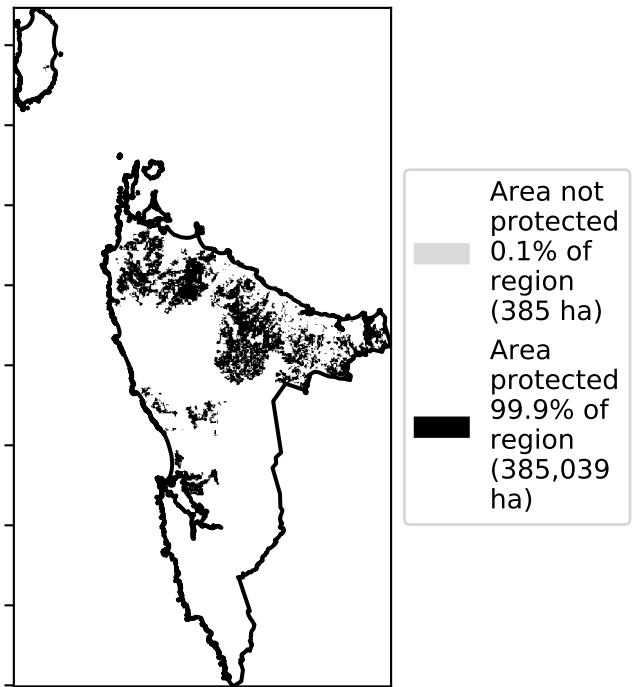 Area not
protected
0.1% of
region
(385 ha)
Area
protected
99.9% of
region
(385,039
ha)